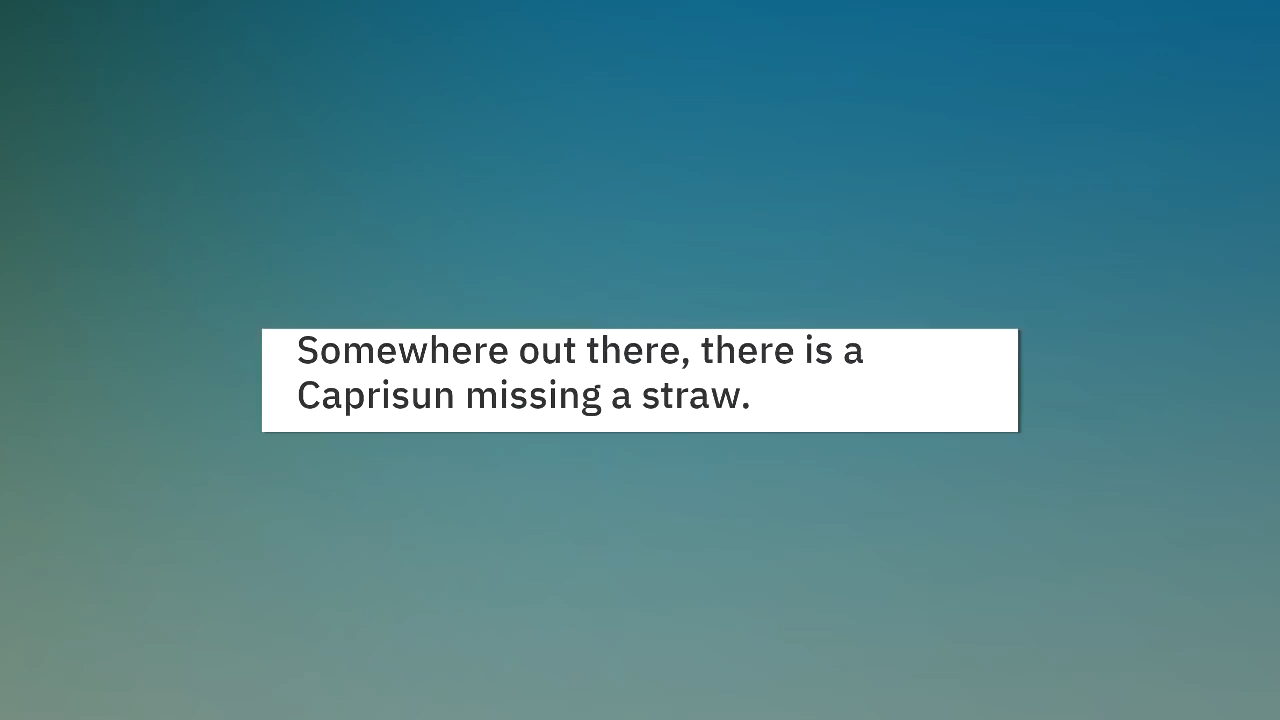 Somewhere out there, there is a
Caprisun missing a straw.